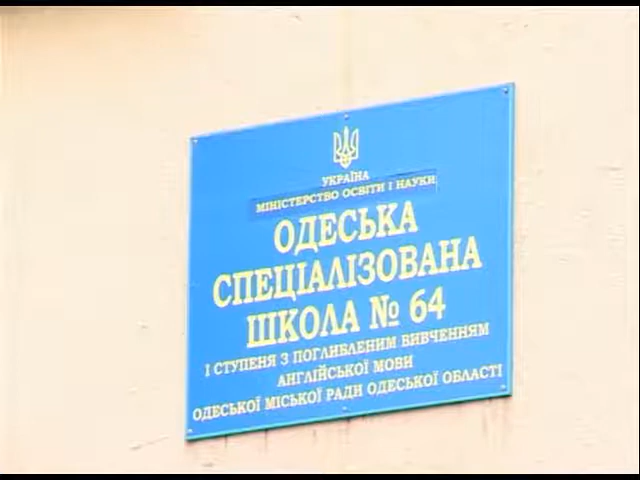 УКРАЇНА
МІНІСТЕРСТВО ОСВІТИ І НАУКИ
ОДЕСЬКА
СПЕЦІАЛІЗОВАНА
ШКОЛА № 64
І СТУПЕНЯ З ПОГЛИБЛЕНИМ ВИВЧЕННЯМ
АНГЛІЙСЬКОЇ МОВИ
ОДЕСЬКОЇ МІСЬКОЇ РАДИ ОДЕСЬКОЇ ОБЛАСТІ